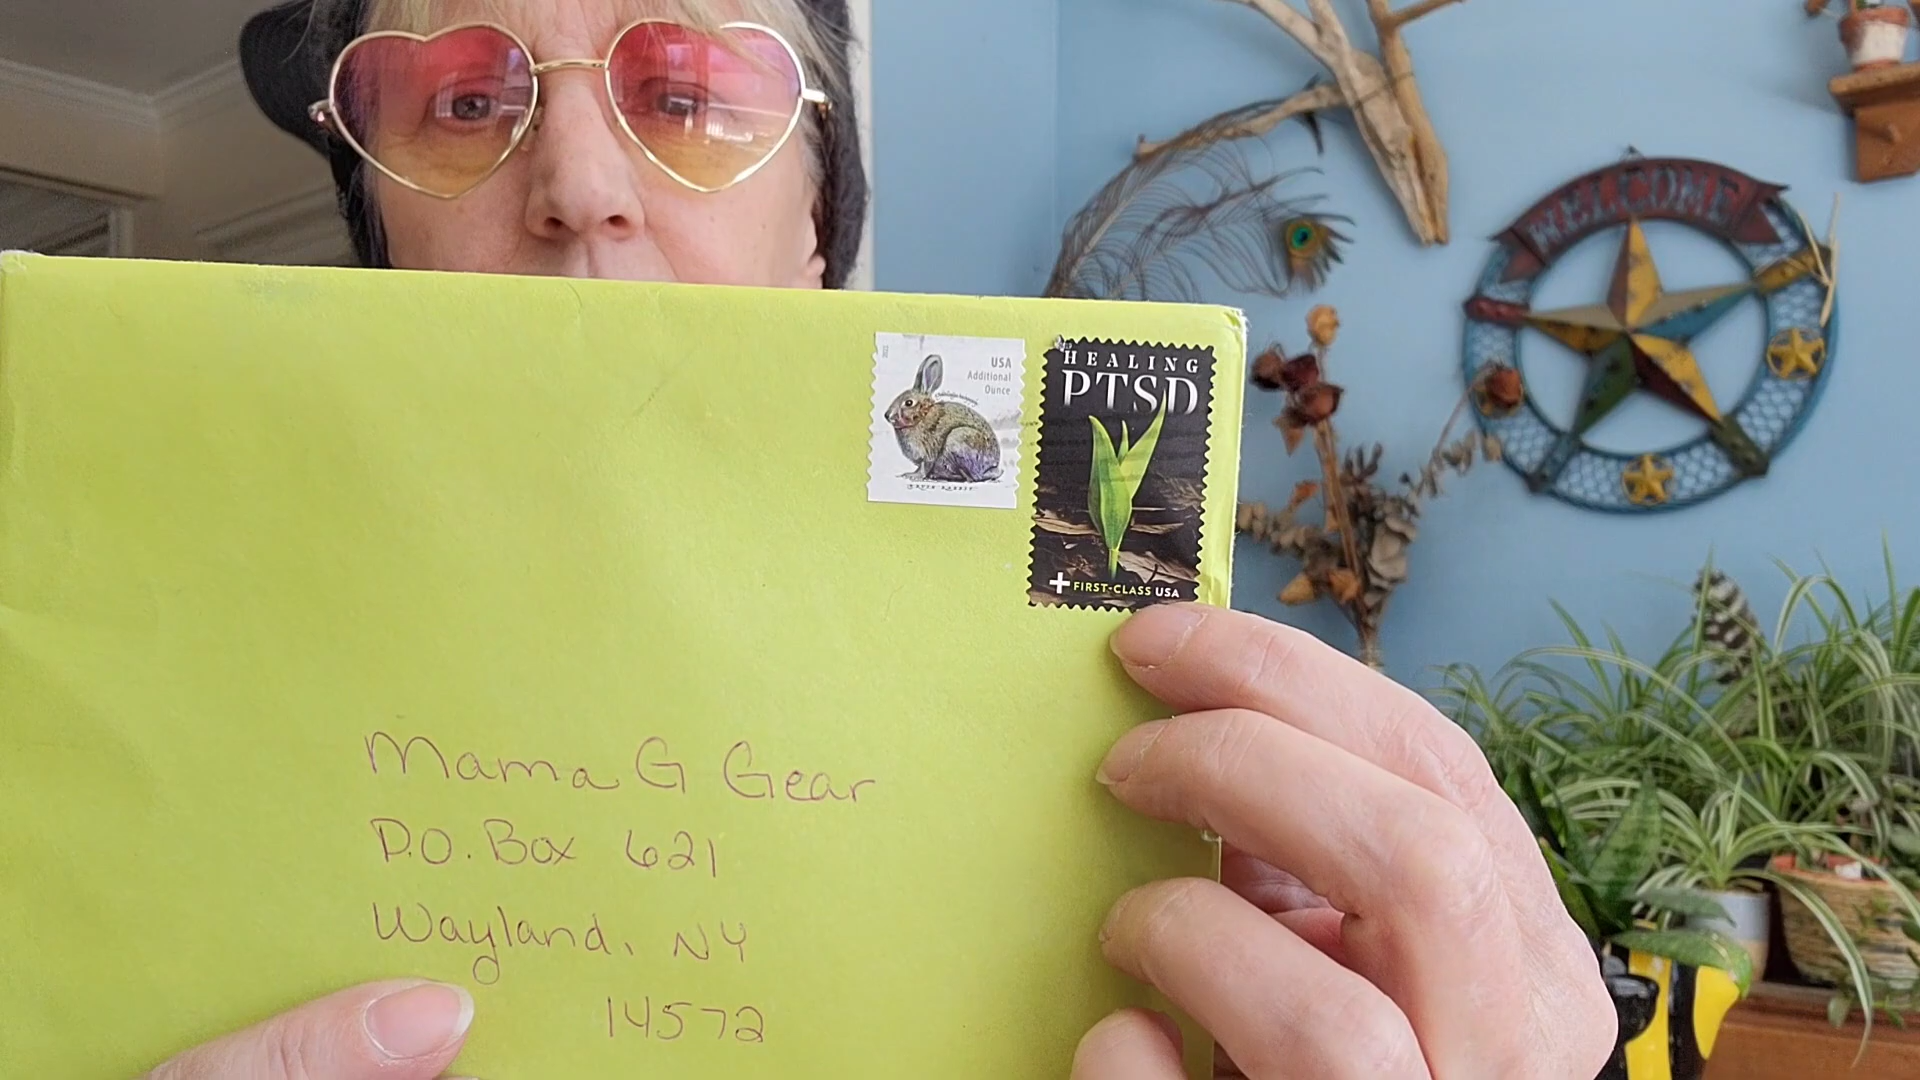 WELCOME
USA
Additional
Ounce
HEALING
PTSD
FIRST-CLASS USA
Mama G Gear
P.O. Box 621
Wayland, NY
14572